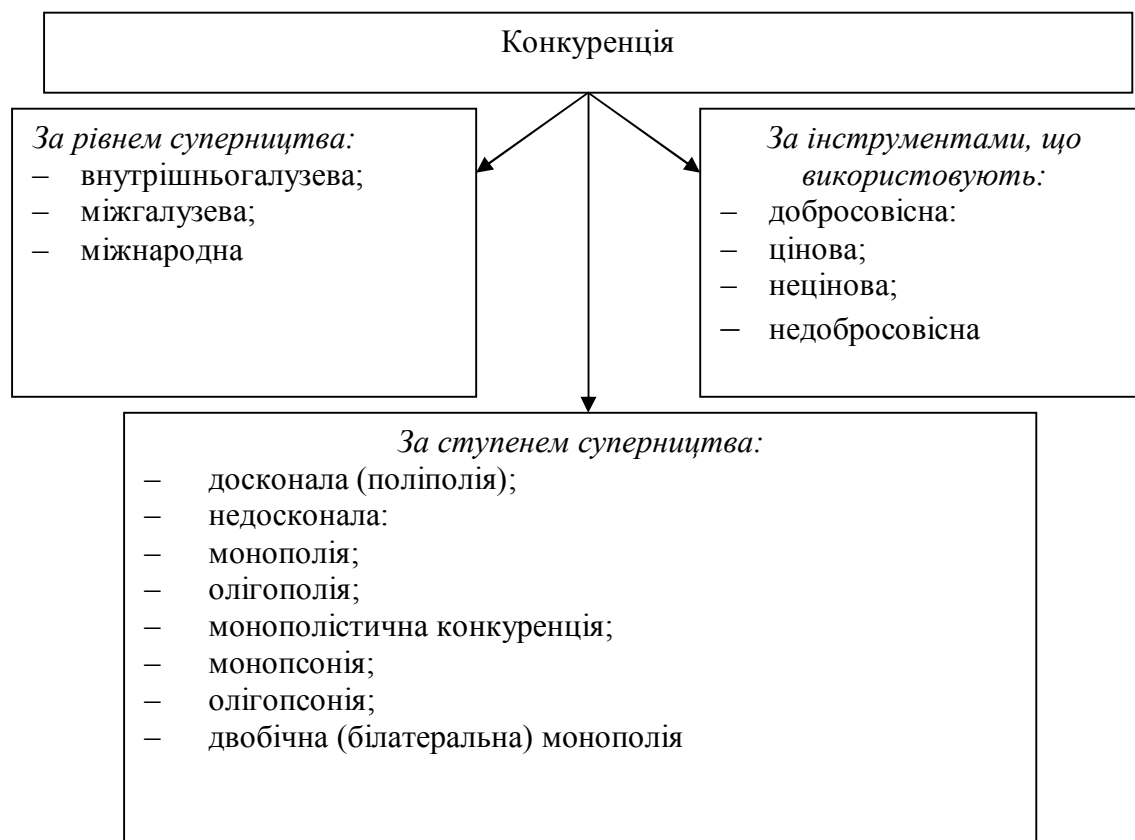 Конкуренція
За рівнем суперництва:
– внутрішньогалузева;
– міжгалузева;
– міжнародна
За інструментами, що
використовують:
– добросовісна:
– цінова;
– нецінова;
– недобросовісна
За ступенем суперництва:
– досконала (поліполія);
– недосконала:
– монополія;
– олігополія;
– монополістична конкуренція;
– монопсонія;
– олігопсонія;
– двобічна (білатеральна) монополія